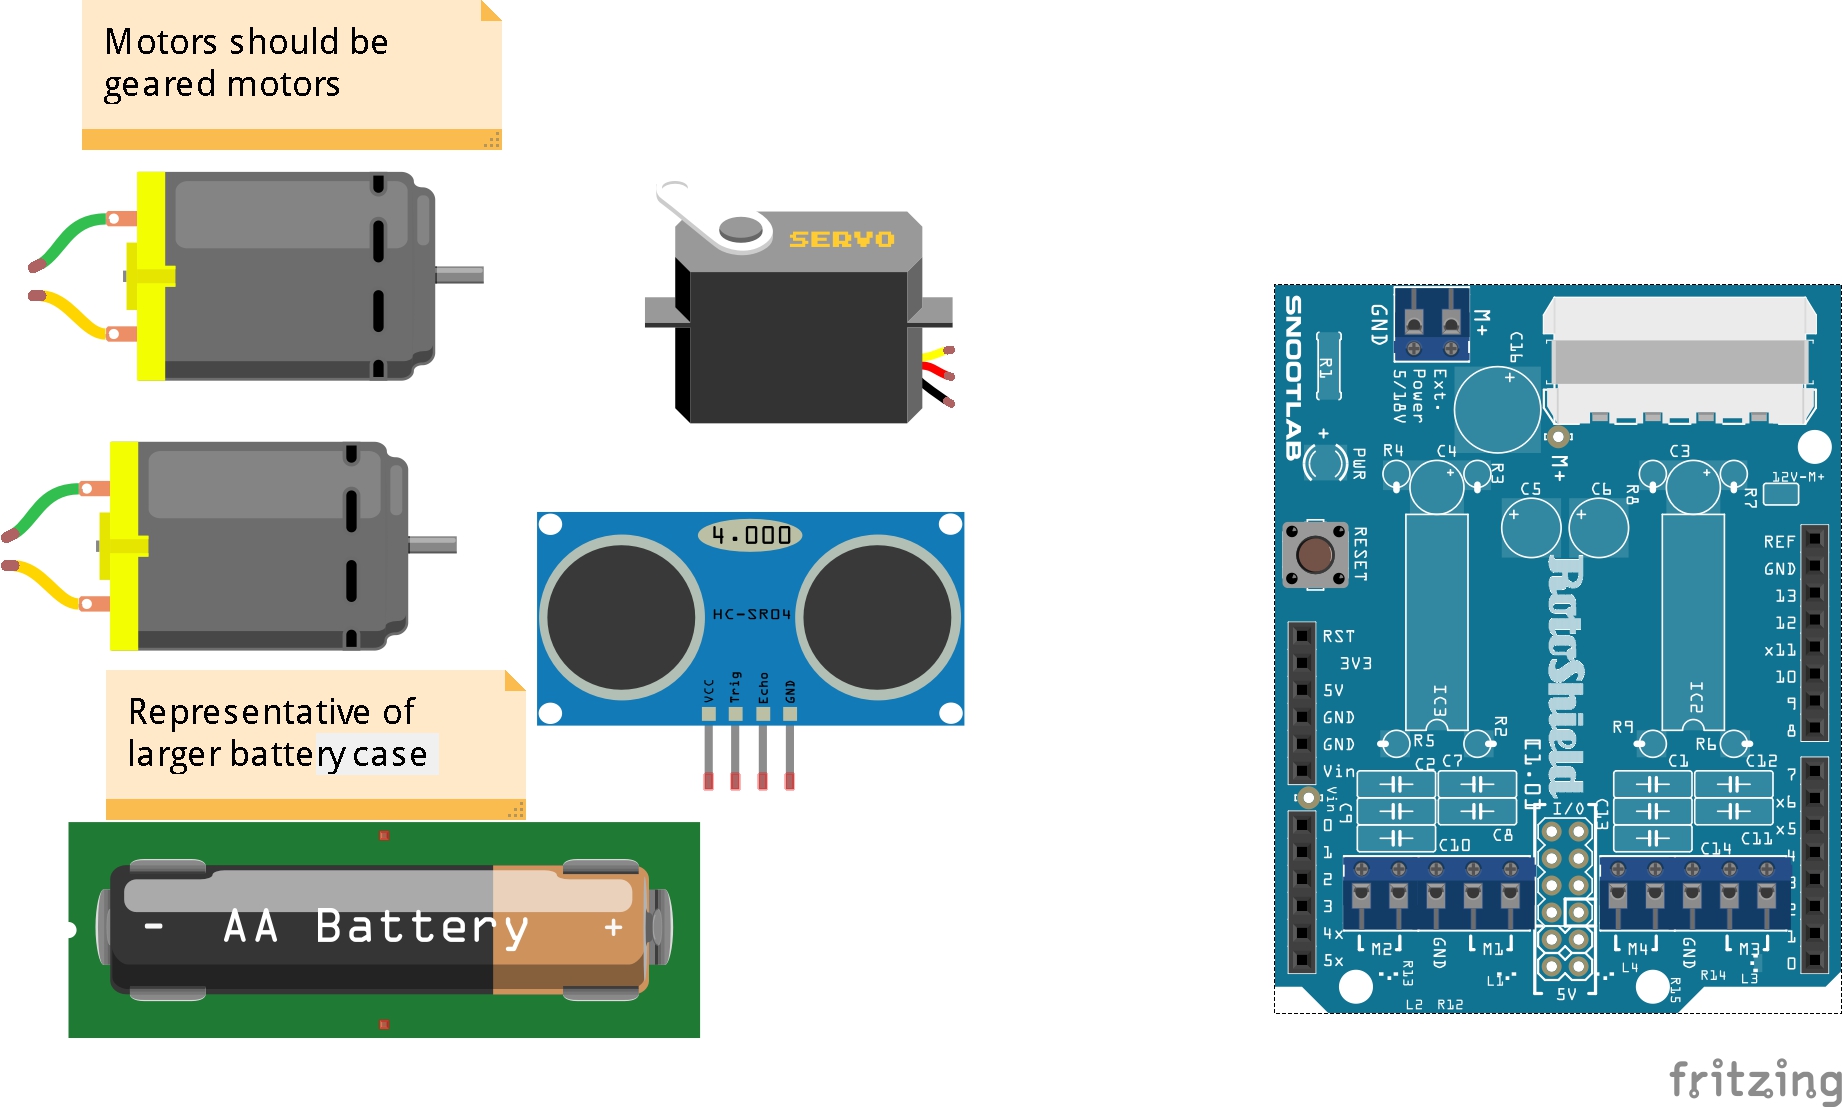 Motors should be
geared motors
SERVO
4.000
HC-SR04
VCC
Trig
Echo
GND
Representative of
larger battery case
- AA Battery +
SNOOTLAB
GND
M+
R1
Ext.
Power
5/18V
C16
+
+
PWR
M+
R4
C4
R3
C3
R7
12V-M+
C5
C6
R8
+
+
+
+
RESET
RotoShield
IC3
IC2
REF
GND
13
12
x11
10
9
8
RST
3V3
5V
GND
GND
Vin
Vin
R5
R2
R9
R6
C2
C7
C1
C12
7
x6
x5
4
3
2
1
0
0
1
2
3
4x
5x
C9
C8
C10
C13
C11
C14
I/O
M2
GND
M1
M4
GND
M3
5V
R13
L1
L4
R14
L3
R15
L2
R12
fritzing